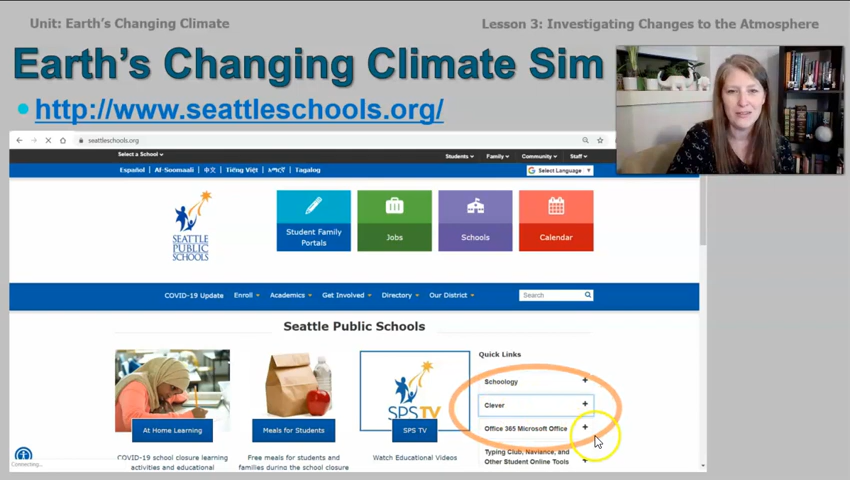 Unit: Earth's Changing Climate
Lesson 3: Investigating Changes to the Atmosphere
Earth's Changing Climate Sim
http://www.seattleschools.org/
seattleschools.org
Select a School
Students
Family
Community
Staff
Español
Af-Soomaali
中文
Tiếng Việt
አማርኛ
Tagalog
Select Language
SEATTLE
PUBLIC
SCHOOLS
Student Family
Portals
Jobs
Schools
Calendar
COVID-19 Update
Enroll
Academics
Get Involved
Directory
Our District
Search
Seattle Public Schools
Quick Links
Schoology
Clever
Office 365 Microsoft Office
Typing Club, Naviance, and
Other Student Online Tools
SPSTV
At Home Learning
Meals for Students
SPS TV
COVID-19 school closure learning
activities and educational
Free meals for students and
families during the school closure
Watch Educational Videos
Connecting...